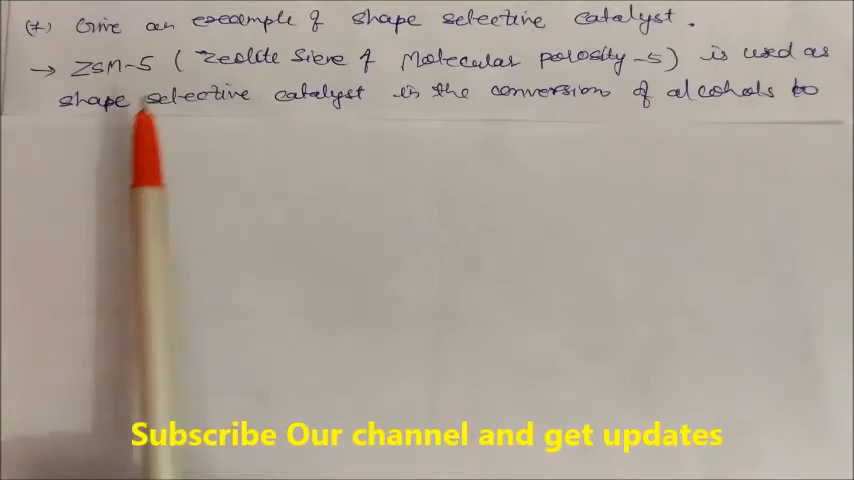 (7) Give an example of shape selective catalyst.
→ ZSM-5 (Zeolite Sieve of Molecular porosity-5) is used as
shape selective catalyst in the conversion of alcohols to
Subscribe Our channel and get updates